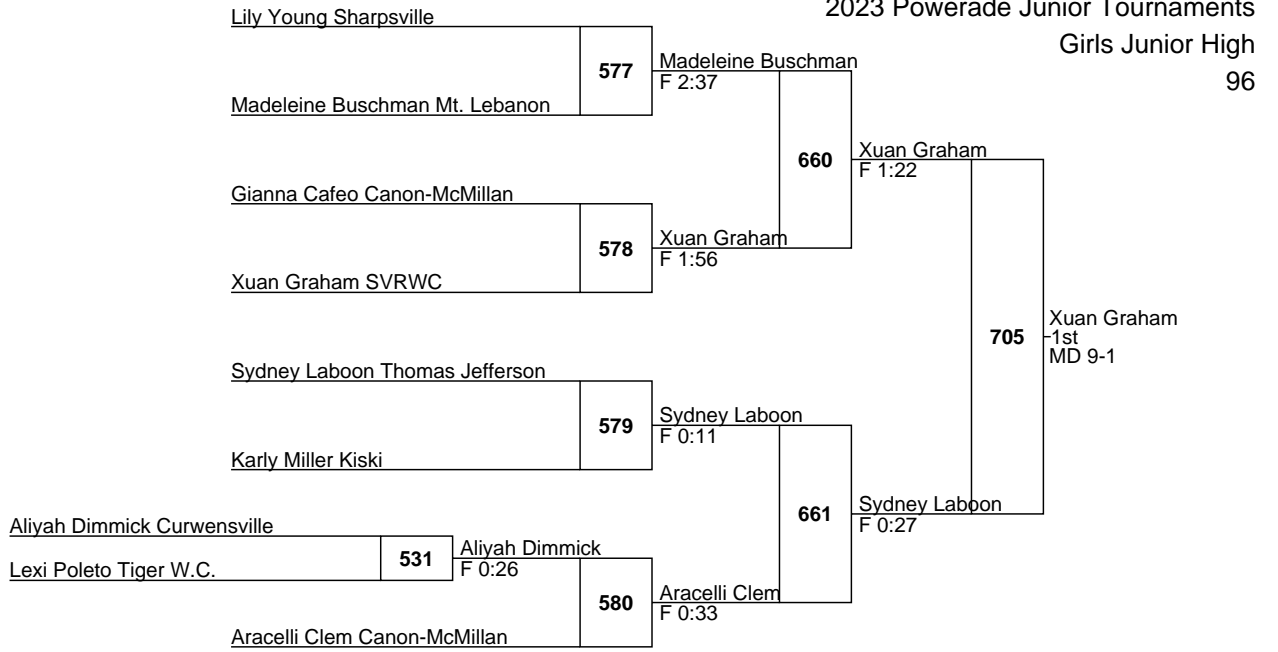 2023 Powerade Junior Tournaments
Girls Junior High
96
Lily Young Sharpsville
577
Madeleine Buschman
F 2:37
Madeleine Buschman Mt. Lebanon
660
Xuan Graham
F 1:22
Gianna Cafeo Canon-McMillan
578
Xuan Graham
F 1:56
Xuan Graham SVRWC
705
Xuan Graham
1st
MD 9-1
Sydney Laboon Thomas Jefferson
579
Sydney Laboon
F 0:11
Karly Miller Kiski
661
Sydney Laboon
F 0:27
Aliyah Dimmick Curwensville
531
Aliyah Dimmick
F 0:26
Lexi Poleto Tiger W.C.
580
Aracelli Clem
F 0:33
Aracelli Clem Canon-McMillan